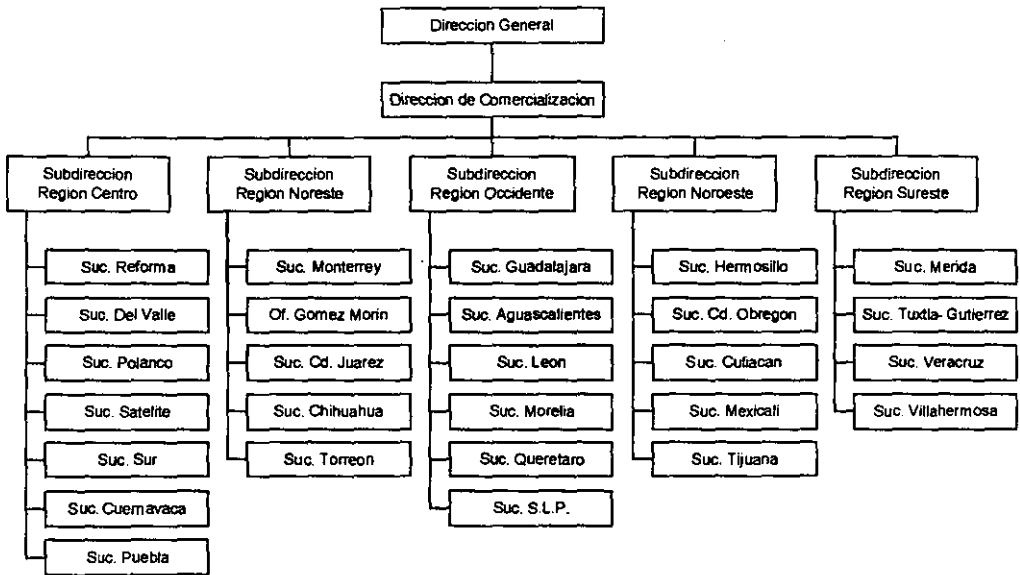 Direccion General
Direccion de Comercializacion
Subdireccion
Region Centro
Subdireccion
Region Noreste
Subdireccion
Region Occidente
Subdireccion
Region Noroeste
Subdireccion
Region Sureste
Suc. Reforma
Suc. Del Valle
Suc. Polanco
Suc. Satelite
Suc. Sur
Suc. Cuernavaca
Suc. Puebla
Suc. Monterrey
Of. Gomez Morin
Suc. Cd. Juarez
Suc. Chihuahua
Suc. Torreon
Suc. Guadalajara
Suc. Aguascalientes
Suc. Leon
Suc. Morelia
Suc. Queretaro
Suc. S.L.P.
Suc. Hermosillo
Suc. Cd. Obregon
Suc. Culiacan
Suc. Mexicali
Suc. Tijuana
Suc. Merida
Suc. Tuxtla- Gutierrez
Suc. Veracruz
Suc. Villahermosa